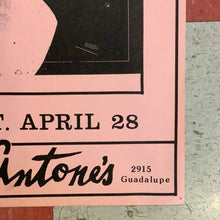 T. APRIL 28
Antone's
2915
Guadalupe